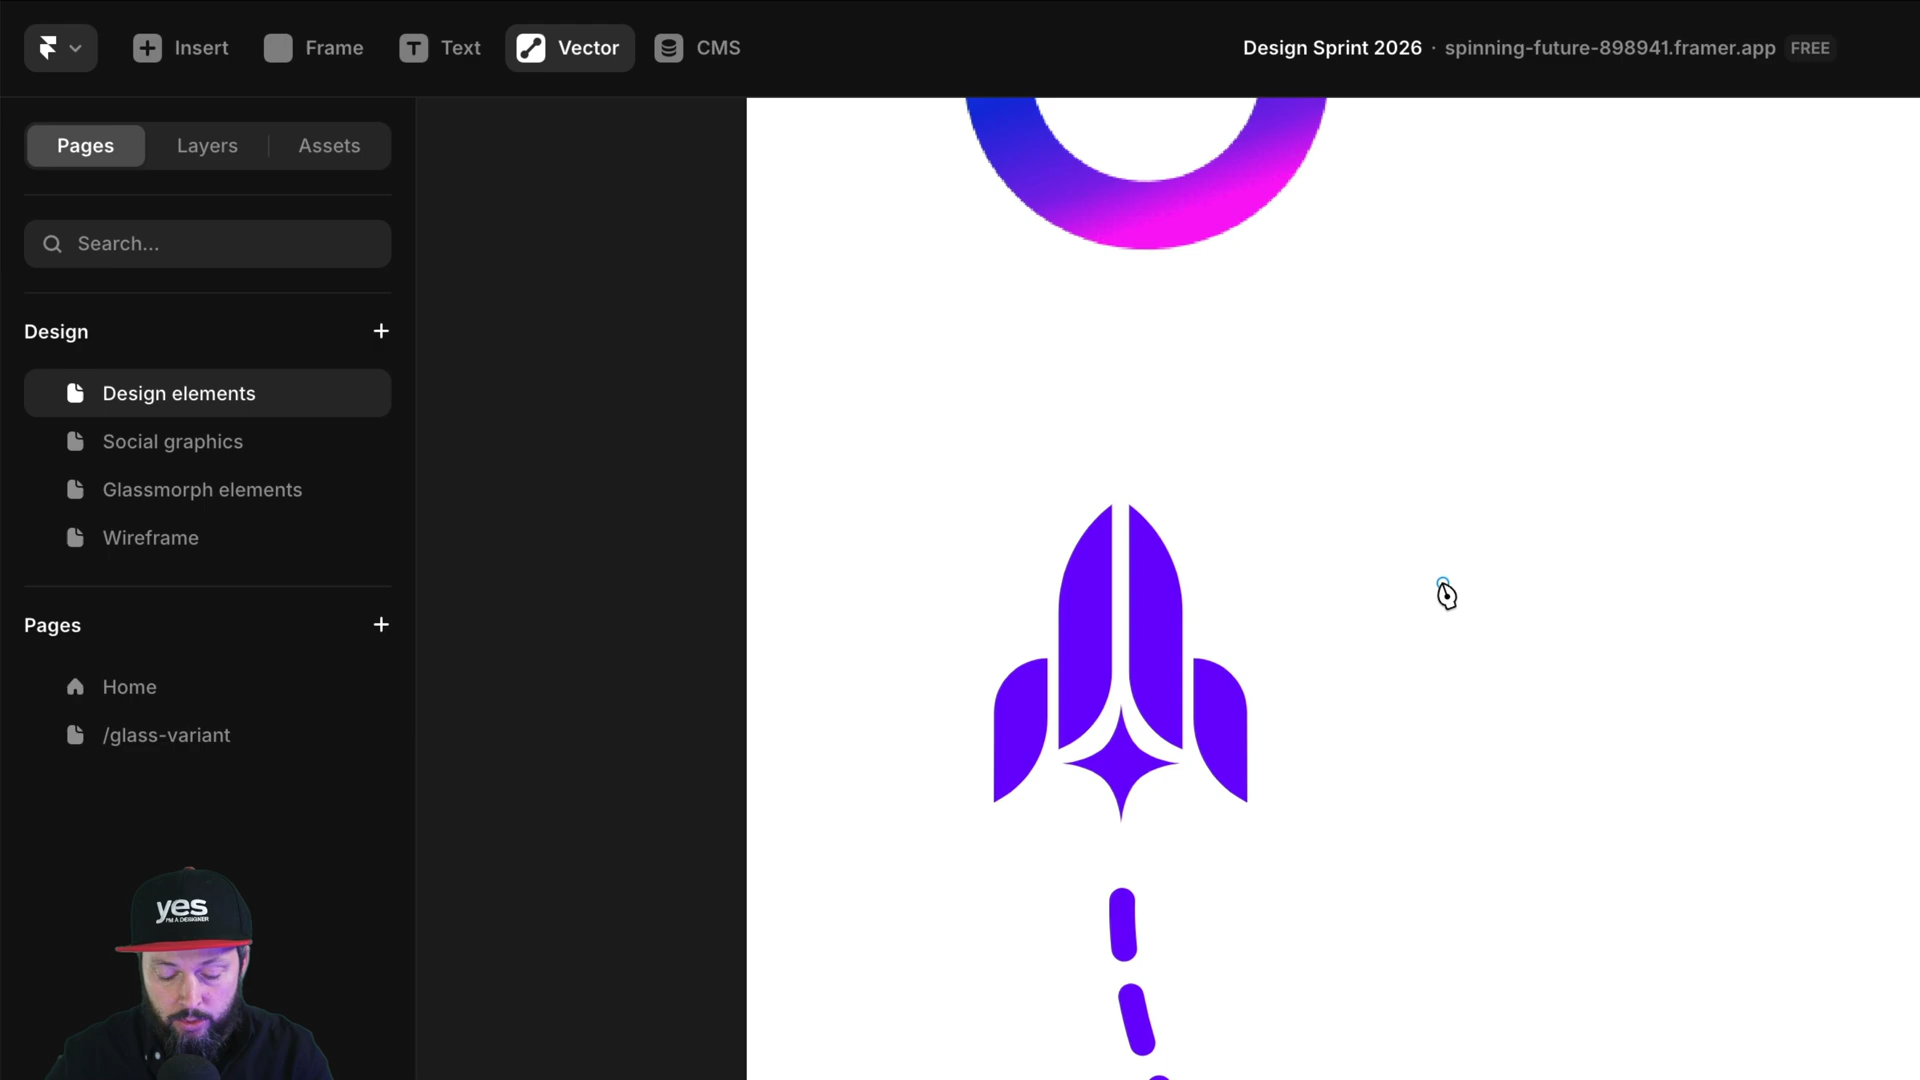 Insert
Frame
Text
Vector
CMS
Design Sprint 2026 · spinning-future-898941.framer.app FREE
Pages
Layers
Assets
Search...
Design
Design elements
Social graphics
Glassmorph elements
Wireframe
Pages
Home
/glass-variant
yes
I'M A DESIGNER